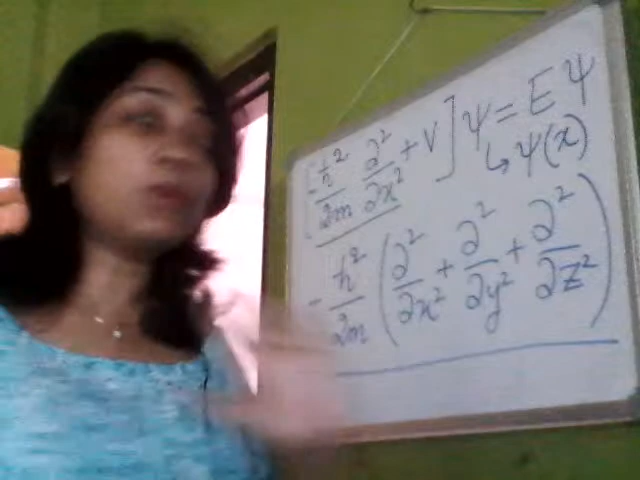 [-ħ²/2m ∂²/∂x² + V] ψ = E ψ
↳ ψ(x)
-ħ²/2m (∂²/∂x² + ∂²/∂y² + ∂²/∂z²)